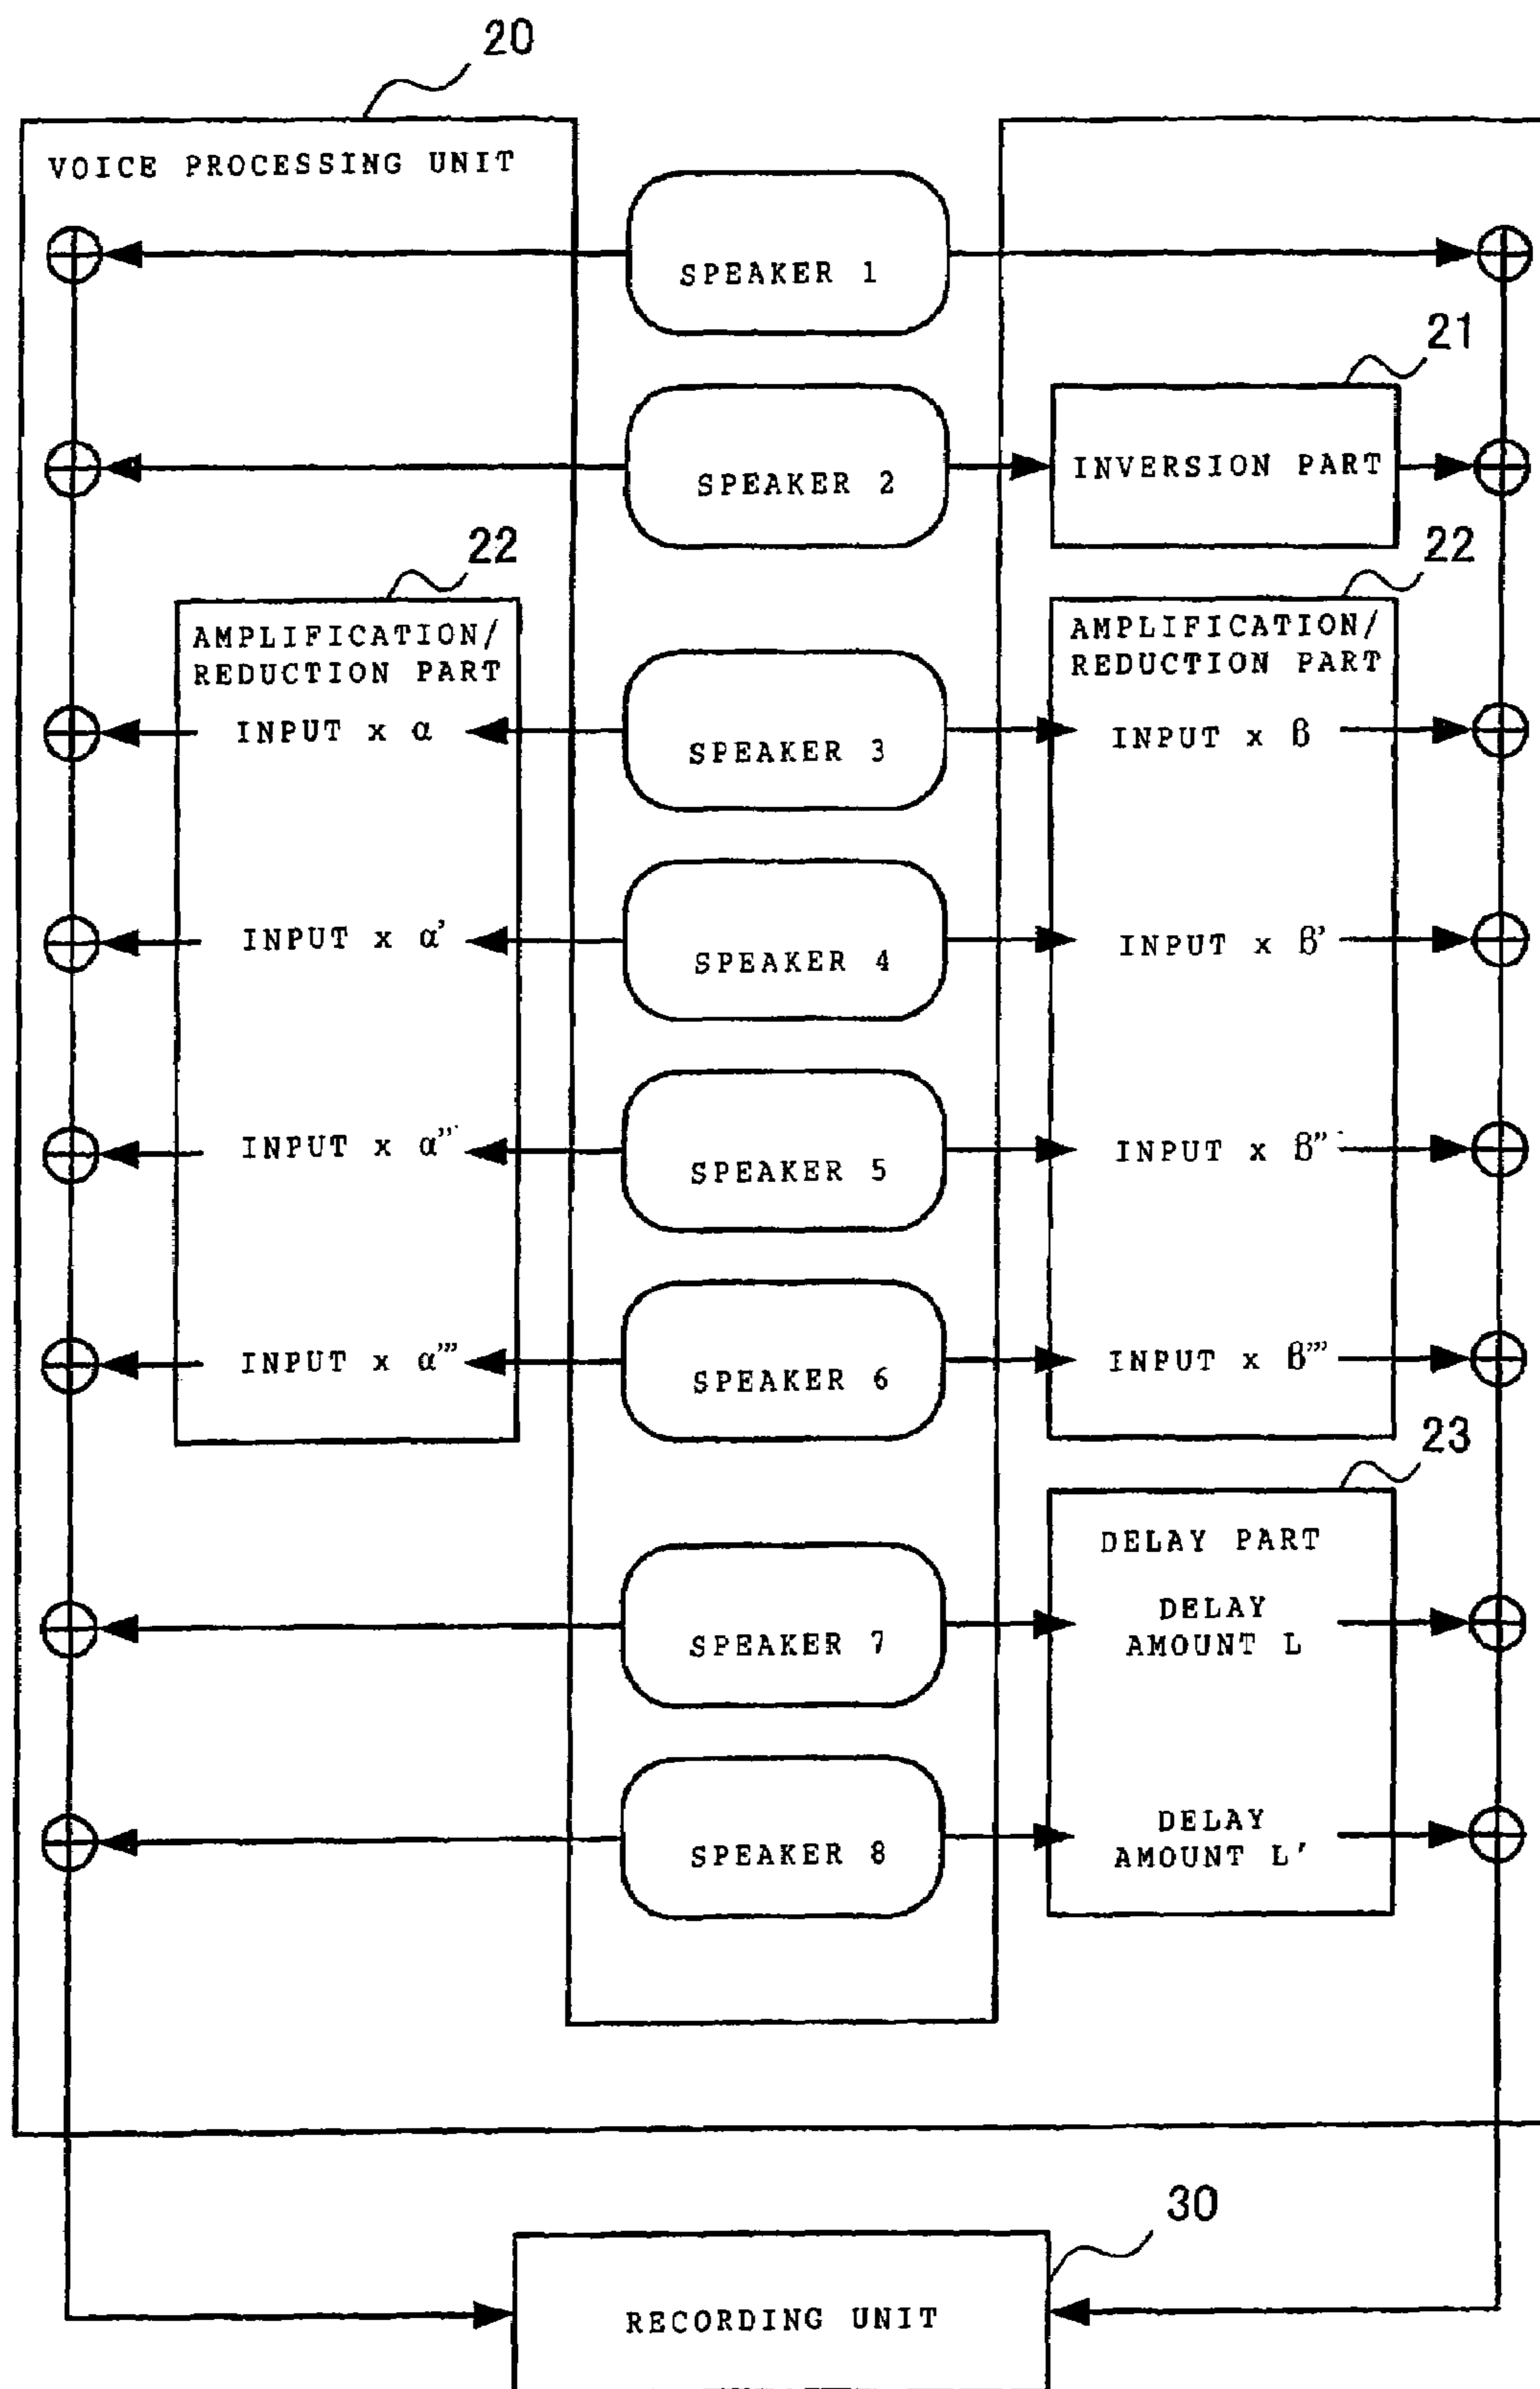 20
VOICE PROCESSING UNIT
SPEAKER 1
21
SPEAKER 2
INVERSION PART
22
22
AMPLIFICATION/
REDUCTION PART
AMPLIFICATION/
REDUCTION PART
INPUT x α
SPEAKER 3
INPUT x β
INPUT x α'
SPEAKER 4
INPUT x β'
INPUT x α''
SPEAKER 5
INPUT x β''
INPUT x α'''
SPEAKER 6
INPUT x β'''
23
DELAY PART
DELAY
AMOUNT L
SPEAKER 7
DELAY
AMOUNT L'
SPEAKER 8
30
RECORDING UNIT